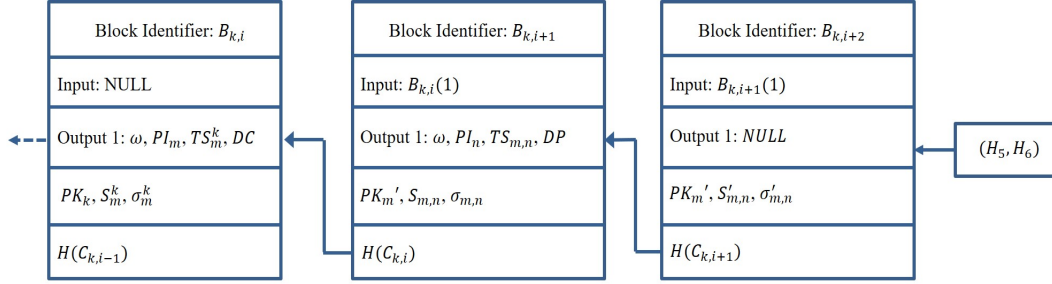 Block Identifier: B_{k,i}
Input: NULL
Output 1: ω, PI_m, TS_m^k, DC
PK_k, S_m^k, σ_m^k
H(C_{k,i−1})
Block Identifier: B_{k,i+1}
Input: B_{k,i}(1)
Output 1: ω, PI_n, TS_{m,n}, DP
PK_m′, S_{m,n}, σ_{m,n}
H(C_{k,i})
Block Identifier: B_{k,i+2}
Input: B_{k,i+1}(1)
Output 1: NULL
PK_m′, S′_{m,n}, σ′_{m,n}
H(C_{k,i+1})
(H_5, H_6)